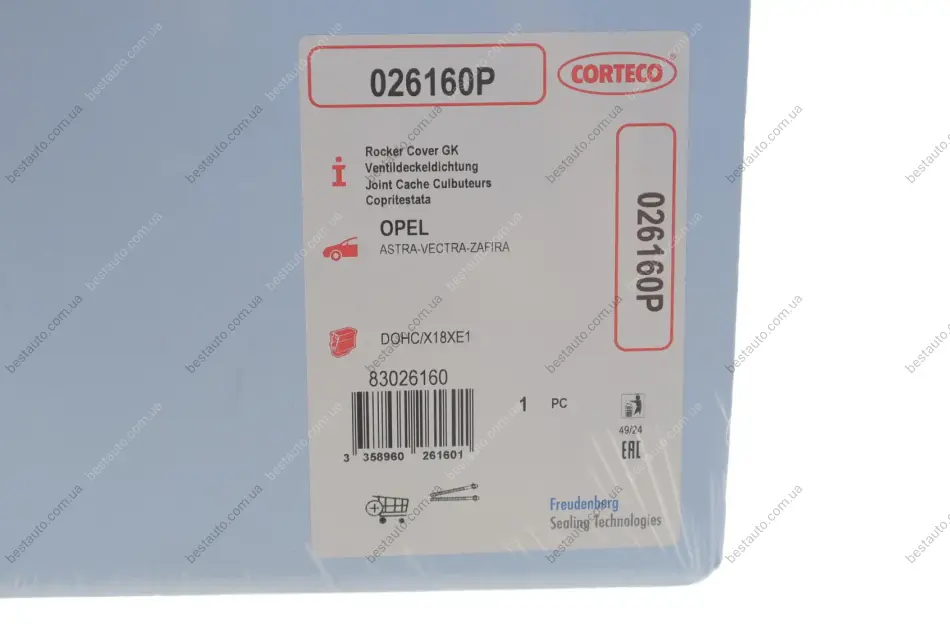 026160P
CORTECO
®
026160P
Rocker Cover GK
Ventildeckeldichtung
Joint Cache Culbuteurs
Copritestata
OPEL
ASTRA-VECTRA-ZAFIRA
DOHC/X18XE1
83026160
3 358960 261601
1 PC
49/24
EAC
Freudenberg
Sealing Technologies
bestauto.com.ua